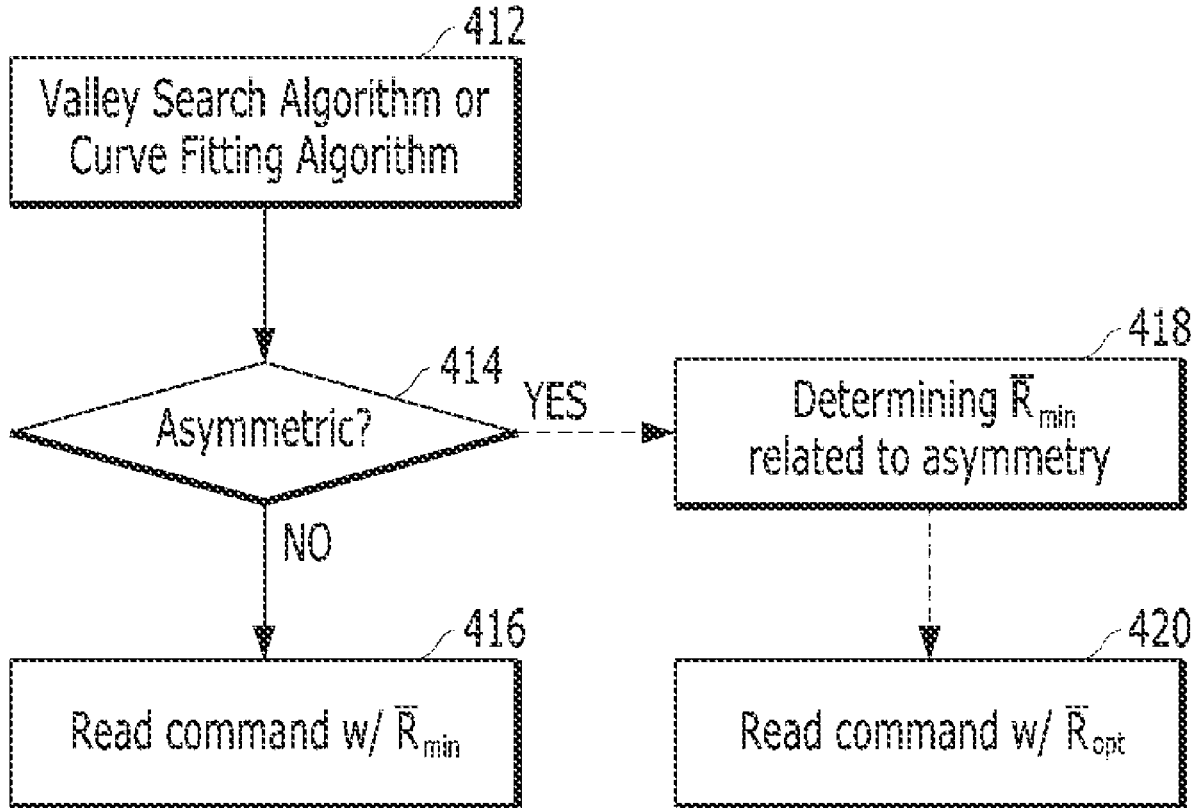 412
Valley Search Algorithm or
Curve Fitting Algorithm
414
Asymmetric?
YES
NO
418
Determining R̅min
related to asymmetry
416
Read command w/ R̅min
420
Read command w/ R̅opt